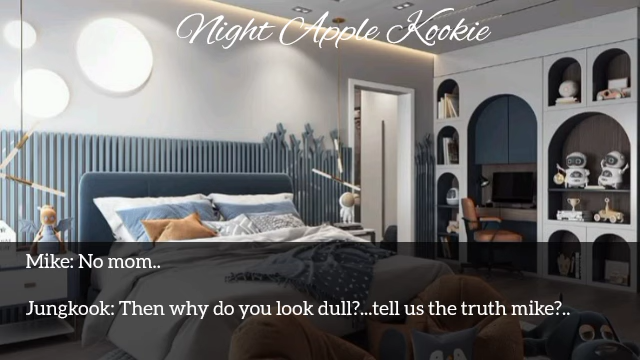 Night Apple Kookie
Mike: No mom..
Jungkook: Then why do you look dull?...tell us the truth mike?..